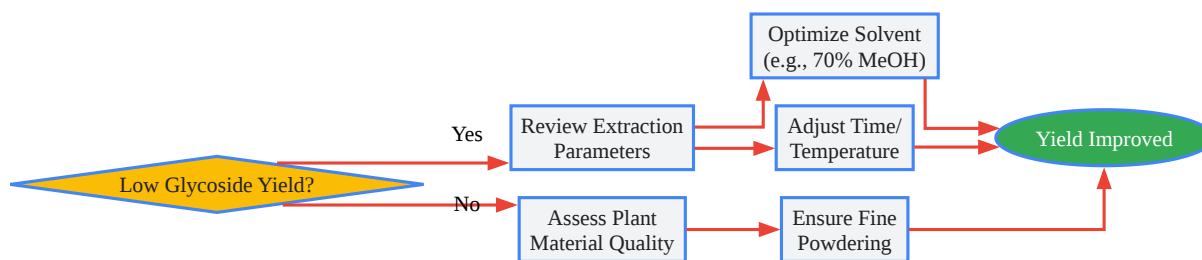 Optimize Solvent
(e.g., 70% MeOH)
Yes
Review Extraction
Parameters
Adjust Time/
Temperature
Yield Improved
Low Glycoside Yield?
No
Assess Plant
Material Quality
Ensure Fine
Powdering